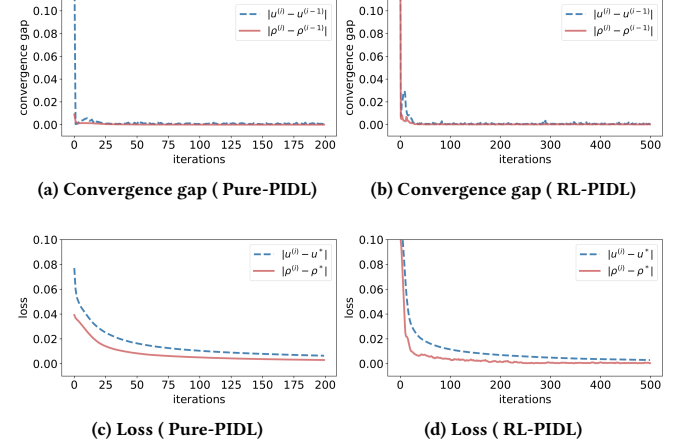 0.10
0.08
0.06
0.04
0.02
0.00
convergence gap
|u^(i) − u^(i−1)|
|ρ^(i) − ρ^(i−1)|
0 25 50 75 100 125 150 175 200
iterations
(a) Convergence gap ( Pure-PIDL)
0.10
0.08
0.06
0.04
0.02
0.00
convergence gap
|u^(i) − u^(i−1)|
|ρ^(i) − ρ^(i−1)|
0 100 200 300 400 500
iterations
(b) Convergence gap ( RL-PIDL)
0.10
0.08
0.06
0.04
0.02
0.00
loss
|u^(i) − u^*|
|ρ^(i) − ρ^*|
0 25 50 75 100 125 150 175 200
iterations
(c) Loss ( Pure-PIDL)
0.10
0.08
0.06
0.04
0.02
0.00
loss
|u^(i) − u^*|
|ρ^(i) − ρ^*|
0 100 200 300 400 500
iterations
(d) Loss ( RL-PIDL)